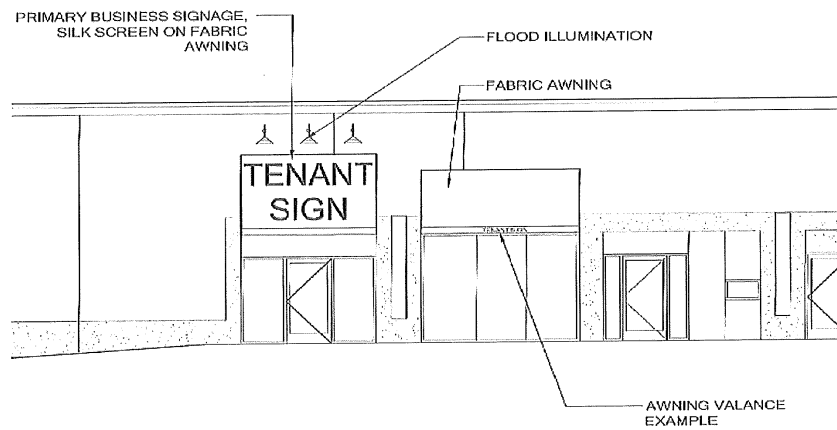 PRIMARY BUSINESS SIGNAGE,
SILK SCREEN ON FABRIC
AWNING
FLOOD ILLUMINATION
FABRIC AWNING
TENANT
SIGN
AWNING VALANCE
EXAMPLE